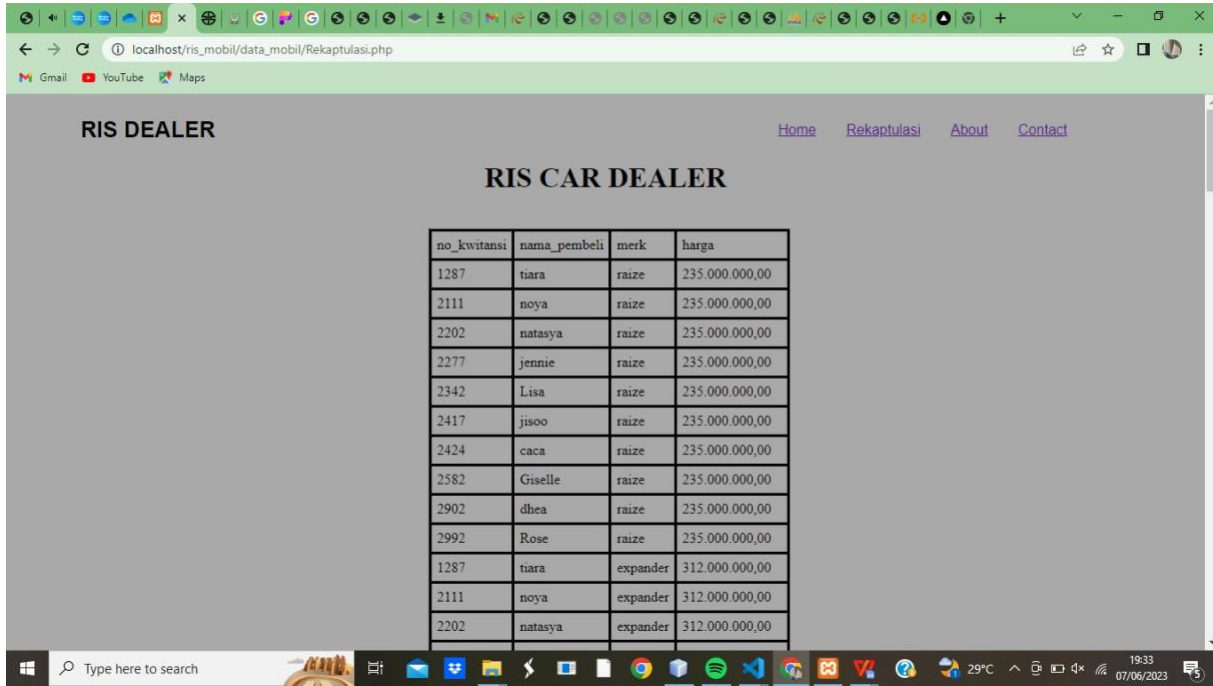 localhost/ris_mobil/data_mobil/Rekaptulasi.php
Gmail YouTube Maps
RIS DEALER Home Rekaptulasi About Contact
RIS CAR DEALER
no_kwitansi nama_pembeli merk harga
1287 tiara raize 235.000.000,00
2111 noya raize 235.000.000,00
2202 natasya raize 235.000.000,00
2277 jennie raize 235.000.000,00
2342 Lisa raize 235.000.000,00
2417 jisoo raize 235.000.000,00
2424 caca raize 235.000.000,00
2582 Giselle raize 235.000.000,00
2902 dhea raize 235.000.000,00
2992 Rose raize 235.000.000,00
1287 tiara expander 312.000.000,00
2111 noya expander 312.000.000,00
2202 natasya expander 312.000.000,00
Type here to search 29°C 19:33
07/06/2023 5